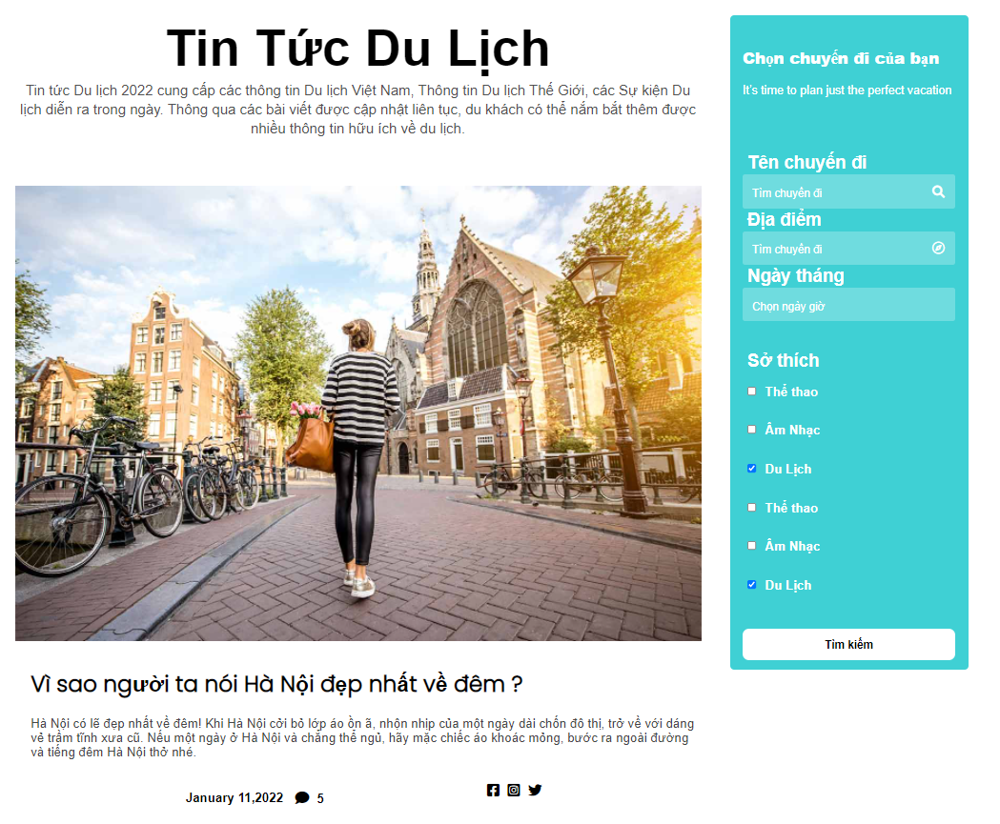 Tin Tức Du Lịch
Tin tức Du lịch 2022 cung cấp các thông tin Du lịch Việt Nam, Thông tin Du lịch Thế Giới, các Sự kiện Du
lịch diễn ra trong ngày. Thông qua các bài viết được cập nhật liên tục, du khách có thể nắm bắt thêm được
nhiều thông tin hữu ích về du lịch.
Vì sao người ta nói Hà Nội đẹp nhất về đêm ?
Hà Nội có lẽ đẹp nhất về đêm! Khi Hà Nội cởi bỏ lớp áo ồn ã, nhộn nhịp của một ngày dài chốn đô thị, trở về với dáng
vẻ trầm tĩnh xưa cũ. Nếu một ngày ở Hà Nội và chẳng thể ngủ, hãy mặc chiếc áo khoác mỏng, bước ra ngoài đường
và tiếng đêm Hà Nội thở nhé.
January 11,2022 5
Chọn chuyến đi của bạn
It's time to plan just the perfect vacation
Tên chuyến đi
Tìm chuyến đi
Địa điểm
Tìm chuyến đi
Ngày tháng
Chọn ngày giờ
Sở thích
Thể thao
Âm Nhạc
Du Lịch
Thể thao
Âm Nhạc
Du Lịch
Tìm kiếm